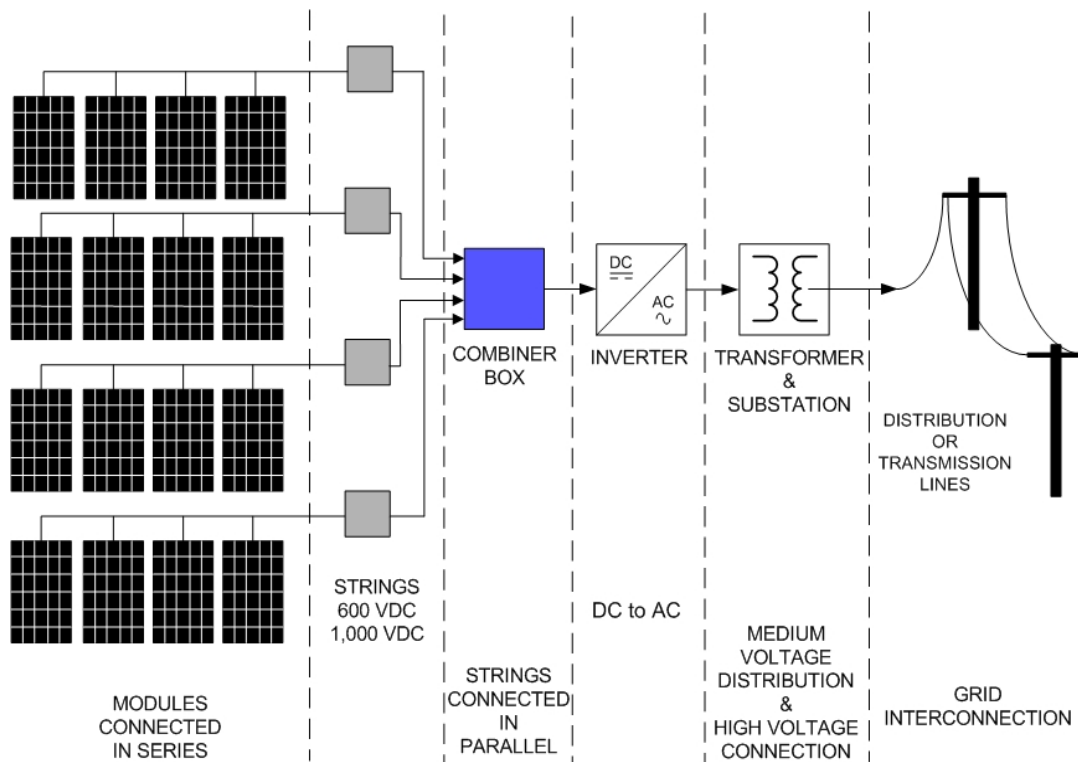 MODULES
CONNECTED
IN SERIES
STRINGS
600 VDC
1,000 VDC
COMBINER
BOX
STRINGS
CONNECTED
IN
PARALLEL
DC
AC
INVERTER
DC to AC
TRANSFORMER
&
SUBSTATION
MEDIUM
VOLTAGE
DISTRIBUTION
&
HIGH VOLTAGE
CONNECTION
DISTRIBUTION
OR
TRANSMISSION
LINES
GRID
INTERCONNECTION